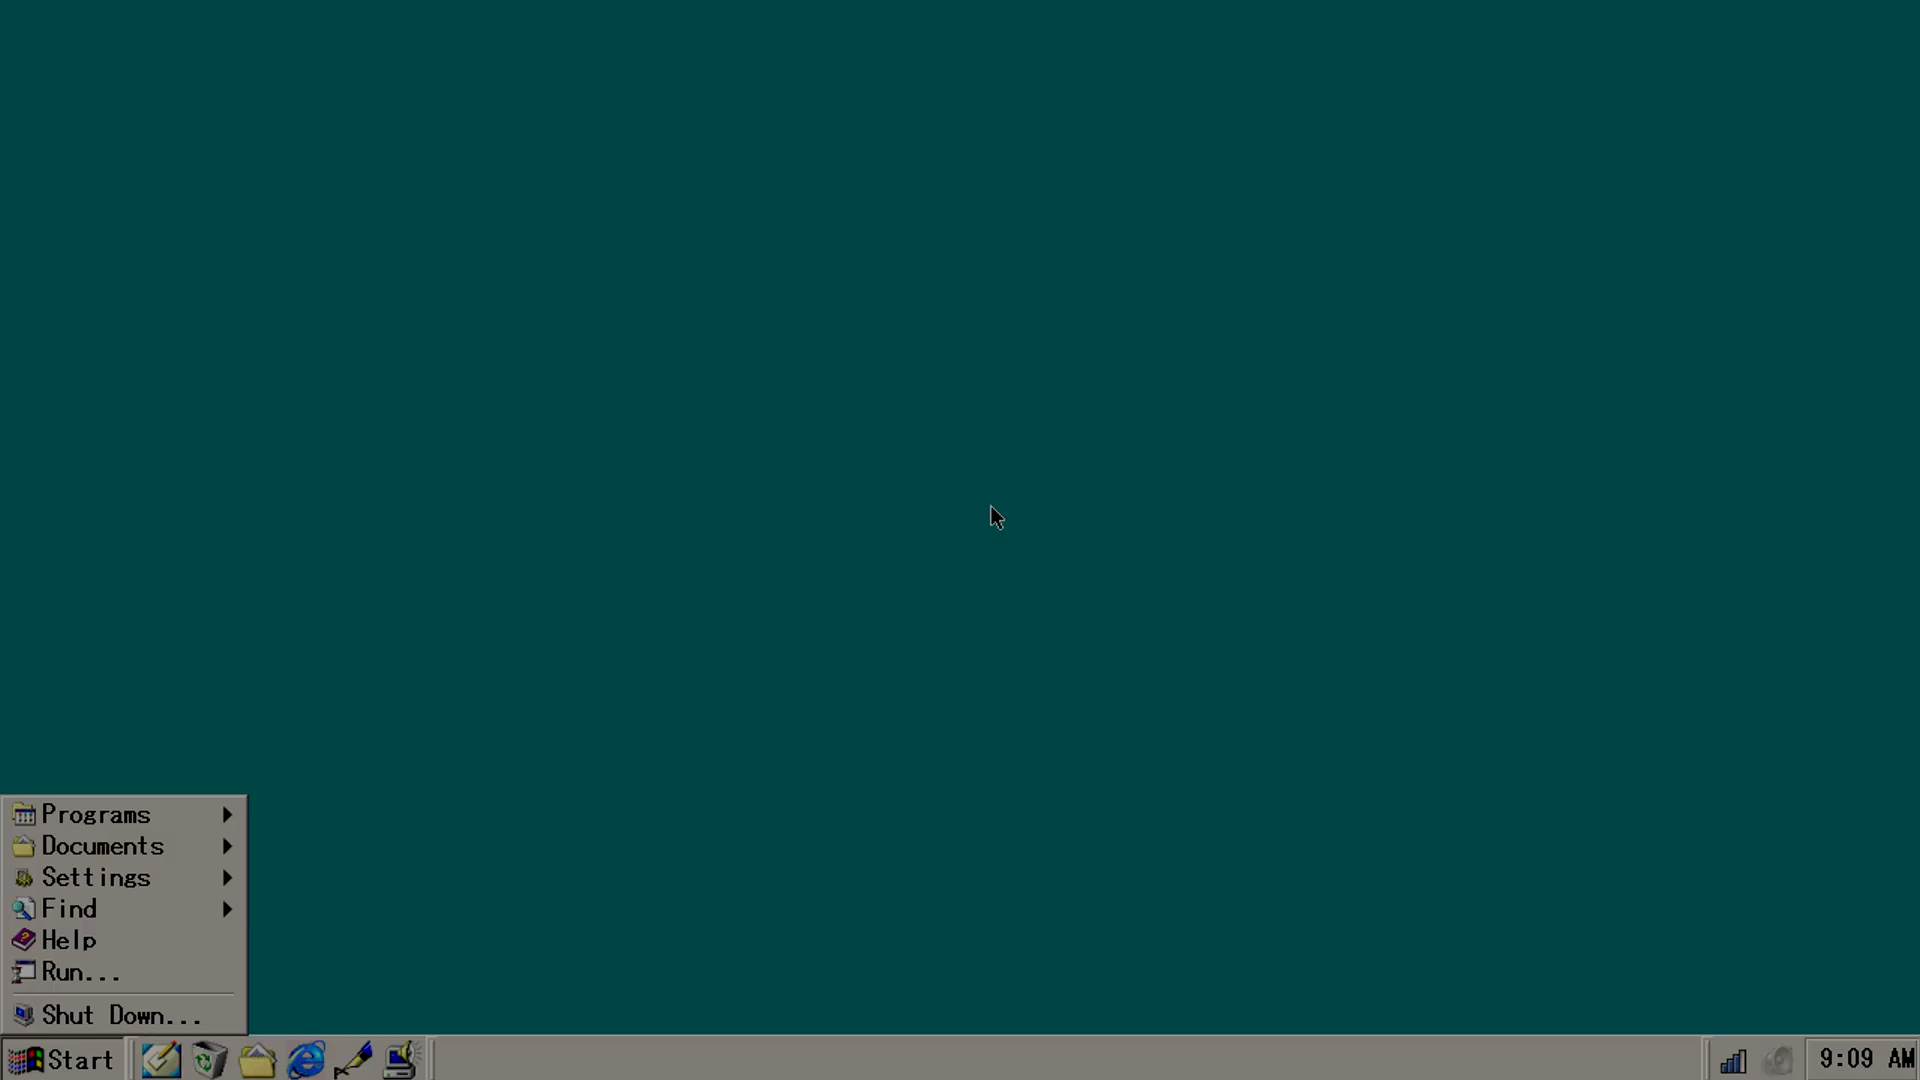 Programs
Documents
Settings
Find
Help
Run...
Shut Down...
Start
9:09 AM